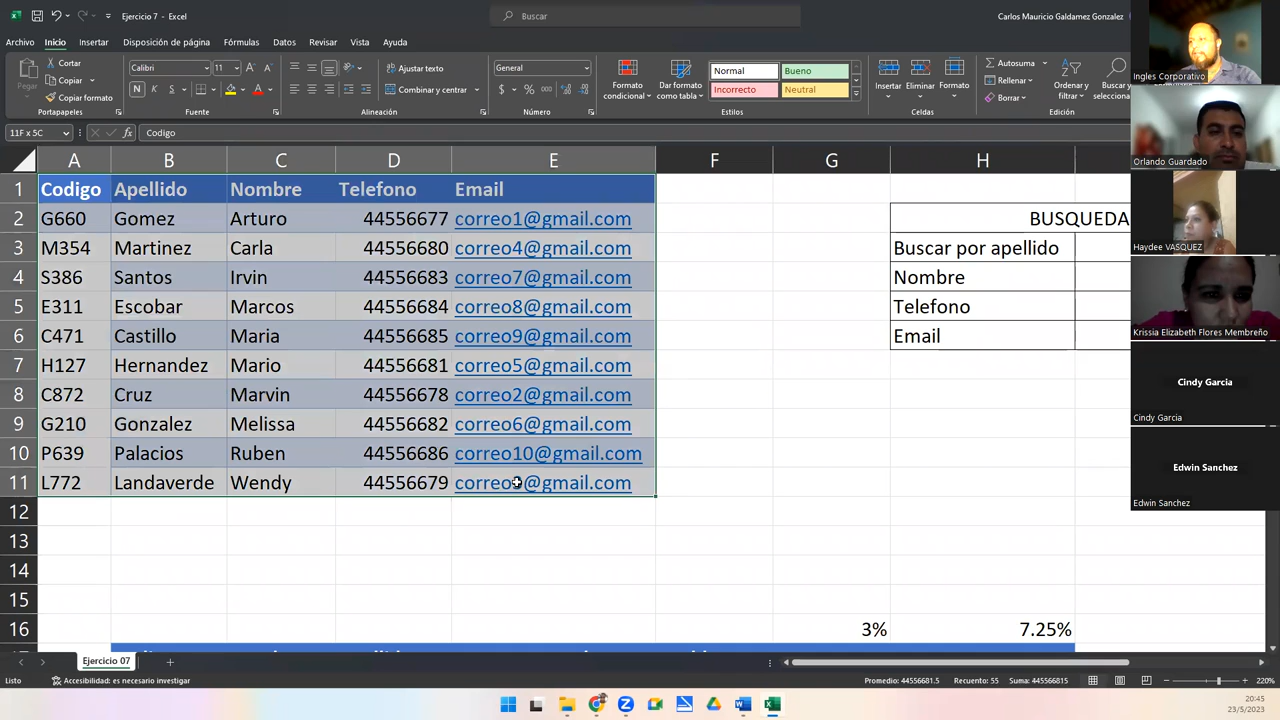 Ejercicio 7 - Excel
Buscar
Carlos Mauricio Galdamez Gonzalez
Archivo Inicio Insertar Disposición de página Fórmulas Datos Revisar Vista Ayuda
Pegar
Cortar
Copiar
Copiar formato
Portapapeles
Calibri 11
N K S
Fuente
Ajustar texto
Combinar y centrar
Alineación
General
Número
Formato condicional
Dar formato como tabla
Normal Bueno
Incorrecto Neutral
Estilos
Insertar Eliminar Formato
Celdas
Autosuma
Rellenar
Borrar
Ordenar y
Buscar y
selecciona
Edición
11F x 5C fx Codigo
A B C D E F G H
1 Codigo Apellido Nombre Telefono Email
2 G660 Gomez Arturo 44556677 correo1@gmail.com BUSQUEDA
3 M354 Martinez Carla 44556680 correo4@gmail.com Buscar por apellido
4 S386 Santos Irvin 44556683 correo7@gmail.com Nombre
5 E311 Escobar Marcos 44556684 correo8@gmail.com Telefono
6 C471 Castillo Maria 44556685 correo9@gmail.com Email
7 H127 Hernandez Mario 44556681 correo5@gmail.com
8 C872 Cruz Marvin 44556678 correo2@gmail.com
9 G210 Gonzalez Melissa 44556682 correo6@gmail.com
10 P639 Palacios Ruben 44556686 correo10@gmail.com
11 L772 Landaverde Wendy 44556679
12
13
14
15
16 3% 7.25%
Ejercicio 07
Listo Accesibilidad: es necesario investigar Promedio: 44556681.5 Recuento: 55 Suma: 445566815 220%
20:45
23/5/2023
Ingles Corporativo
Orlando Guardado
Haydee VASQUEZ
Krissia Elizabeth Flores Membreño
Cindy Garcia
Cindy Garcia
Edwin Sanchez
Edwin Sanchez